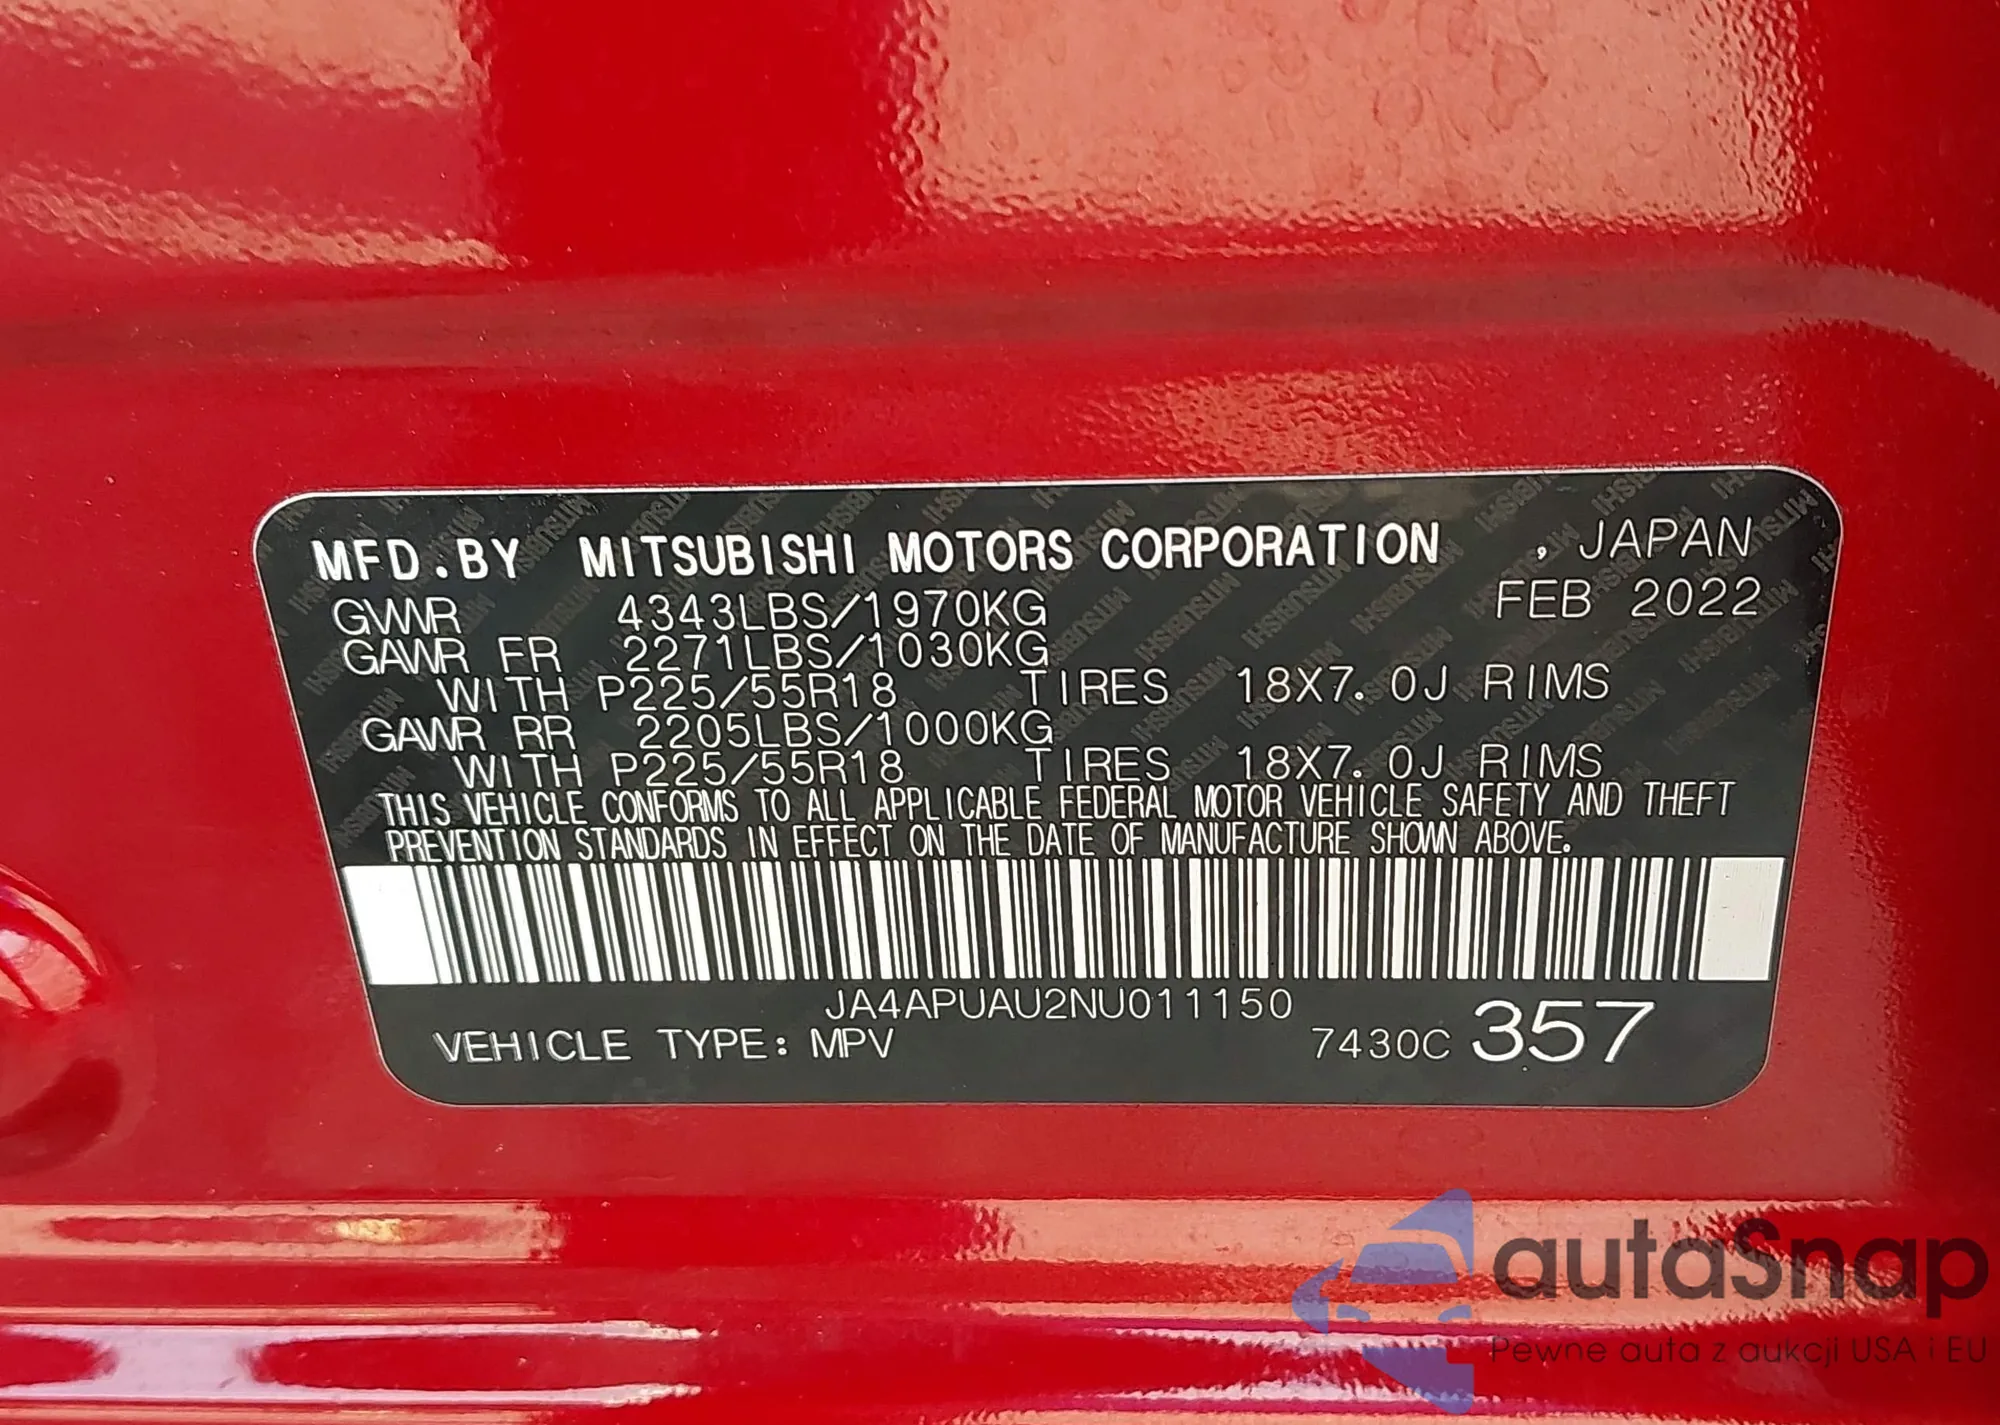 MFD.BY MITSUBISHI MOTORS CORPORATION , JAPAN
GVWR 4343LBS/1970KG FEB 2022
GAWR FR 2271LBS/1030KG
WITH P225/55R18 TIRES 18X7.0J RIMS
GAWR RR 2205LBS/1000KG
WITH P225/55R18 TIRES 18X7.0J RIMS
THIS VEHICLE CONFORMS TO ALL APPLICABLE FEDERAL MOTOR VEHICLE SAFETY AND THEFT
PREVENTION STANDARDS IN EFFECT ON THE DATE OF MANUFACTURE SHOWN ABOVE.
JA4APUAU2NU011150
VEHICLE TYPE: MPV 7430C 357
autaSnap
Pewne auta z aukcji USA i EU